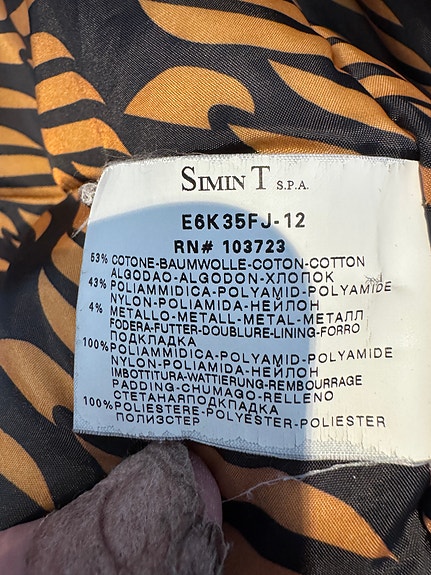 SIMIN T S.P.A.
E6K35FJ-12
RN# 103723
53% COTONE-BAUMWOLLE-COTON-COTTON
ALGODAO-ALGODON-ХЛОПОК
43% POLIAMMIDICA-POLYAMID-POLYAMIDE
NYLON-POLIAMIDA-НЕЙЛОН
4% METALLO-METALL-METAL-МЕТАЛЛ
FODERA-FUTTER-DOUBLURE-LINING-FORRO
ПОДКЛАДКА
100% POLIAMMIDICA-POLYAMID-POLYAMIDE
NYLON-POLIAMIDA-НЕЙЛОН
IMBOTTITURA-WATTIERUNG-REMBOURRAGE
PADDING-CHUMAGO-RELLENO
СТЕГАНАЯПОДКЛАДКА
100% POLIESTERE-POLYESTER-POLIESTER
ПОЛИЭСТЕР